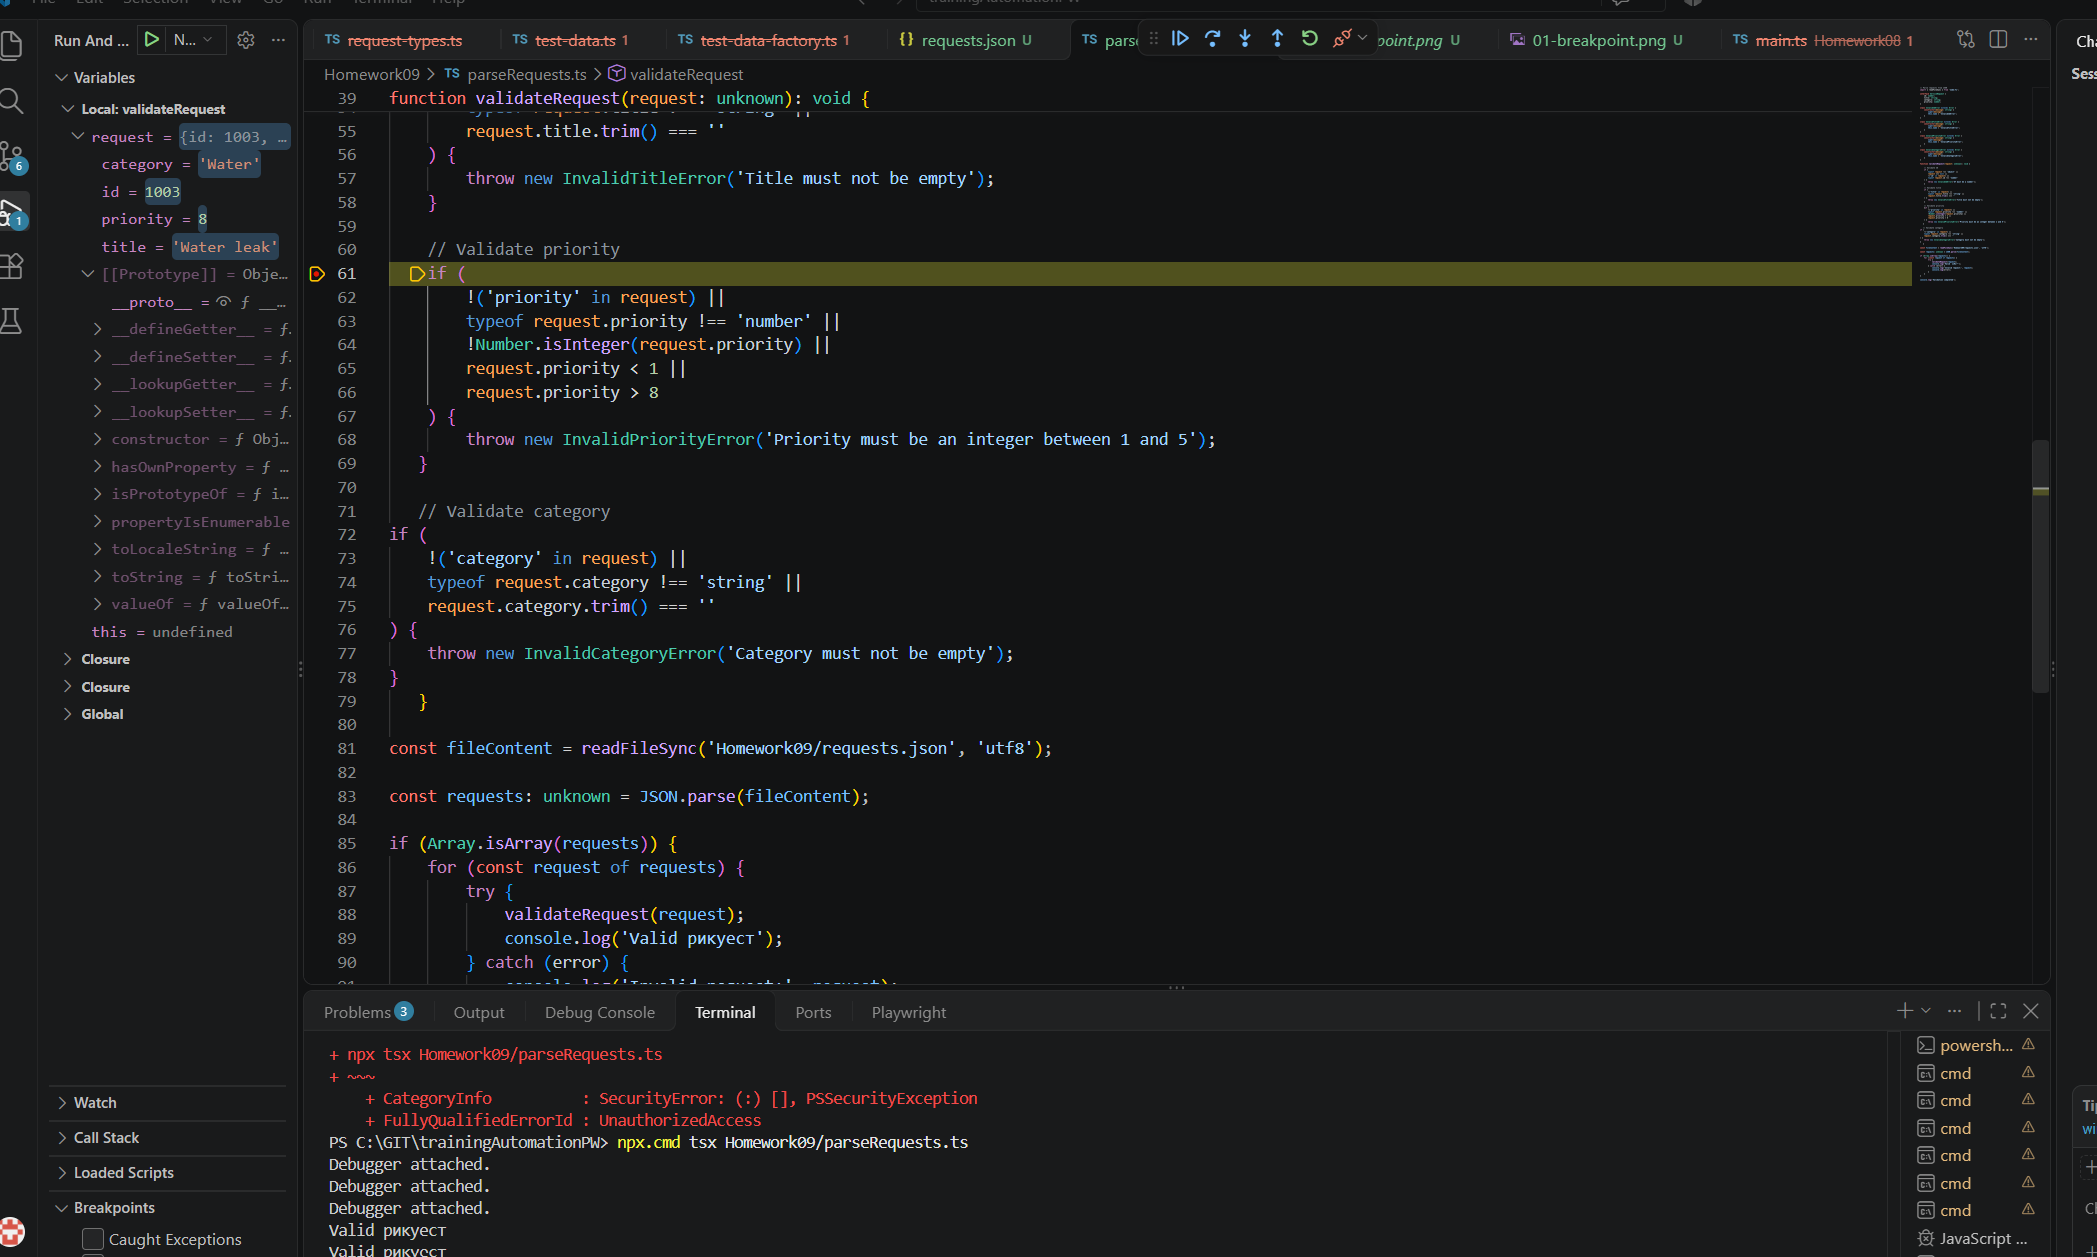 Run And ...
N...
Variables
Local: validateRequest
request = {id: 1003, …
category = 'Water'
id = 1003
priority = 8
title = 'Water leak'
[[Prototype]] = Obje…
__proto__ = ƒ __…
__defineGetter__ = ƒ…
__defineSetter__ = ƒ…
__lookupGetter__ = ƒ…
__lookupSetter__ = ƒ…
constructor = ƒ Obj…
hasOwnProperty = ƒ …
isPrototypeOf = ƒ i…
propertyIsEnumerable
toLocaleString = ƒ …
toString = ƒ toStri…
valueOf = ƒ valueOf…
this = undefined
Closure
Closure
Global
Watch
Call Stack
Loaded Scripts
Breakpoints
Caught Exceptions
6
1
TS request-types.ts
TS test-data.ts 1
TS test-data-factory.ts 1
{} requests.json U
TS parse
point.png U
01-breakpoint.png U
TS main.ts Homework08 1
Homework09 > TS parseRequests.ts > validateRequest
39 function validateRequest(request: unknown): void {
55 request.title.trim() === ''
56 ) {
57 throw new InvalidTitleError('Title must not be empty');
58 }
59
60 // Validate priority
61 if (
62 !('priority' in request) ||
63 typeof request.priority !== 'number' ||
64 !Number.isInteger(request.priority) ||
65 request.priority < 1 ||
66 request.priority > 8
67 ) {
68 throw new InvalidPriorityError('Priority must be an integer between 1 and 5');
69 }
70
71 // Validate category
72 if (
73 !('category' in request) ||
74 typeof request.category !== 'string' ||
75 request.category.trim() === ''
76 ) {
77 throw new InvalidCategoryError('Category must not be empty');
78 }
79 }
80
81 const fileContent = readFileSync('Homework09/requests.json', 'utf8');
82
83 const requests: unknown = JSON.parse(fileContent);
84
85 if (Array.isArray(requests)) {
86 for (const request of requests) {
87 try {
88 validateRequest(request);
89 console.log('Valid рикуест');
90 } catch (error) {
Problems 3
Output
Debug Console
Terminal
Ports
Playwright
+ npx tsx Homework09/parseRequests.ts
+ ~~~
+ CategoryInfo : SecurityError: (:) [], PSSecurityException
+ FullyQualifiedErrorId : UnauthorizedAccess
PS C:\GIT\trainingAutomationPW> npx.cmd tsx Homework09/parseRequests.ts
Debugger attached.
Debugger attached.
Debugger attached.
Valid рикуест
Valid рикуест
powersh...
cmd
cmd
cmd
cmd
cmd
cmd
JavaScript ...